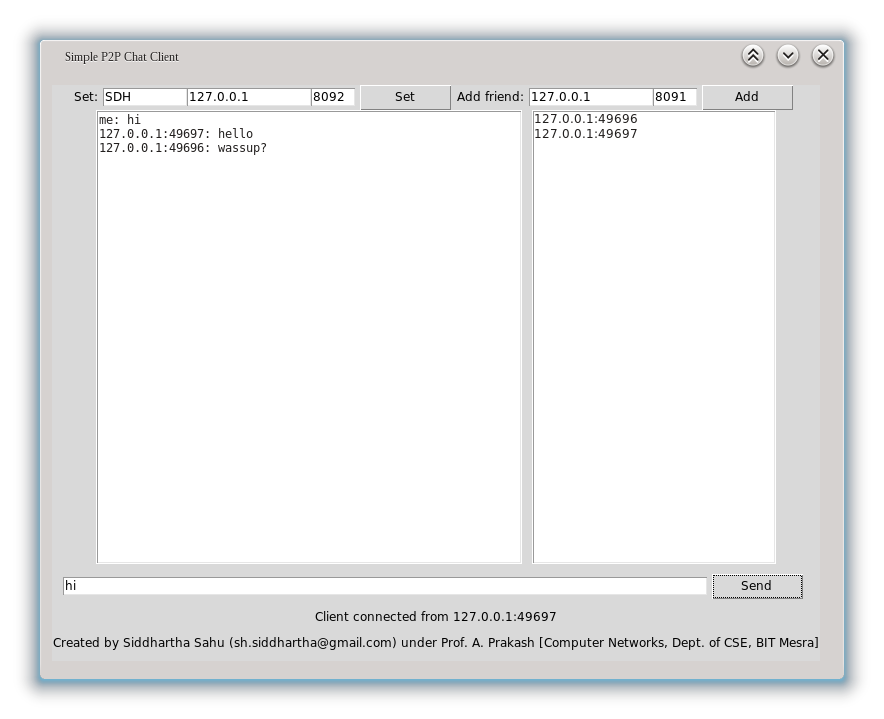 Simple P2P Chat Client
Set: SDH 127.0.0.1 8092 Set Add friend: 127.0.0.1 8091 Add
me: hi
127.0.0.1:49697: hello
127.0.0.1:49696: wassup?
127.0.0.1:49696
127.0.0.1:49697
hi Send
Client connected from 127.0.0.1:49697
Created by Siddhartha Sahu (sh.siddhartha@gmail.com) under Prof. A. Prakash [Computer Networks, Dept. of CSE, BIT Mesra]